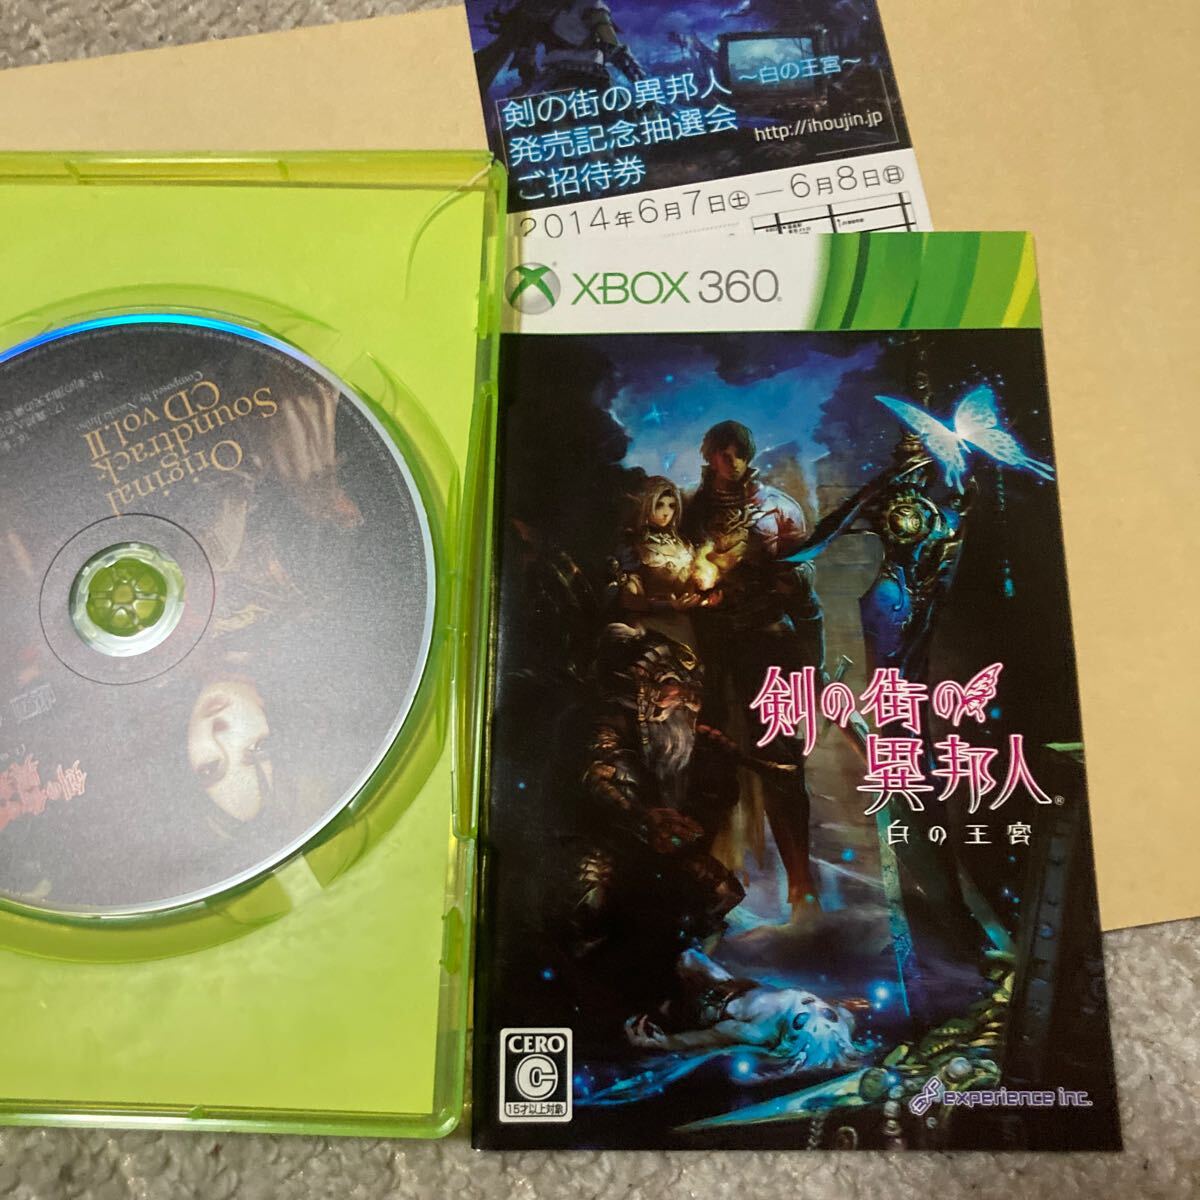 剣の街の異邦人
～白の王宮～
発売記念抽選会
ご招待券
http://ihoujin.jp
2014年6月7日㊏―6月8日㊐
XBOX 360
Original
Soundtrack
CD vol.II
剣の街の
異邦人®
白の王宮
CERO
C
15才以上対象
experience inc.